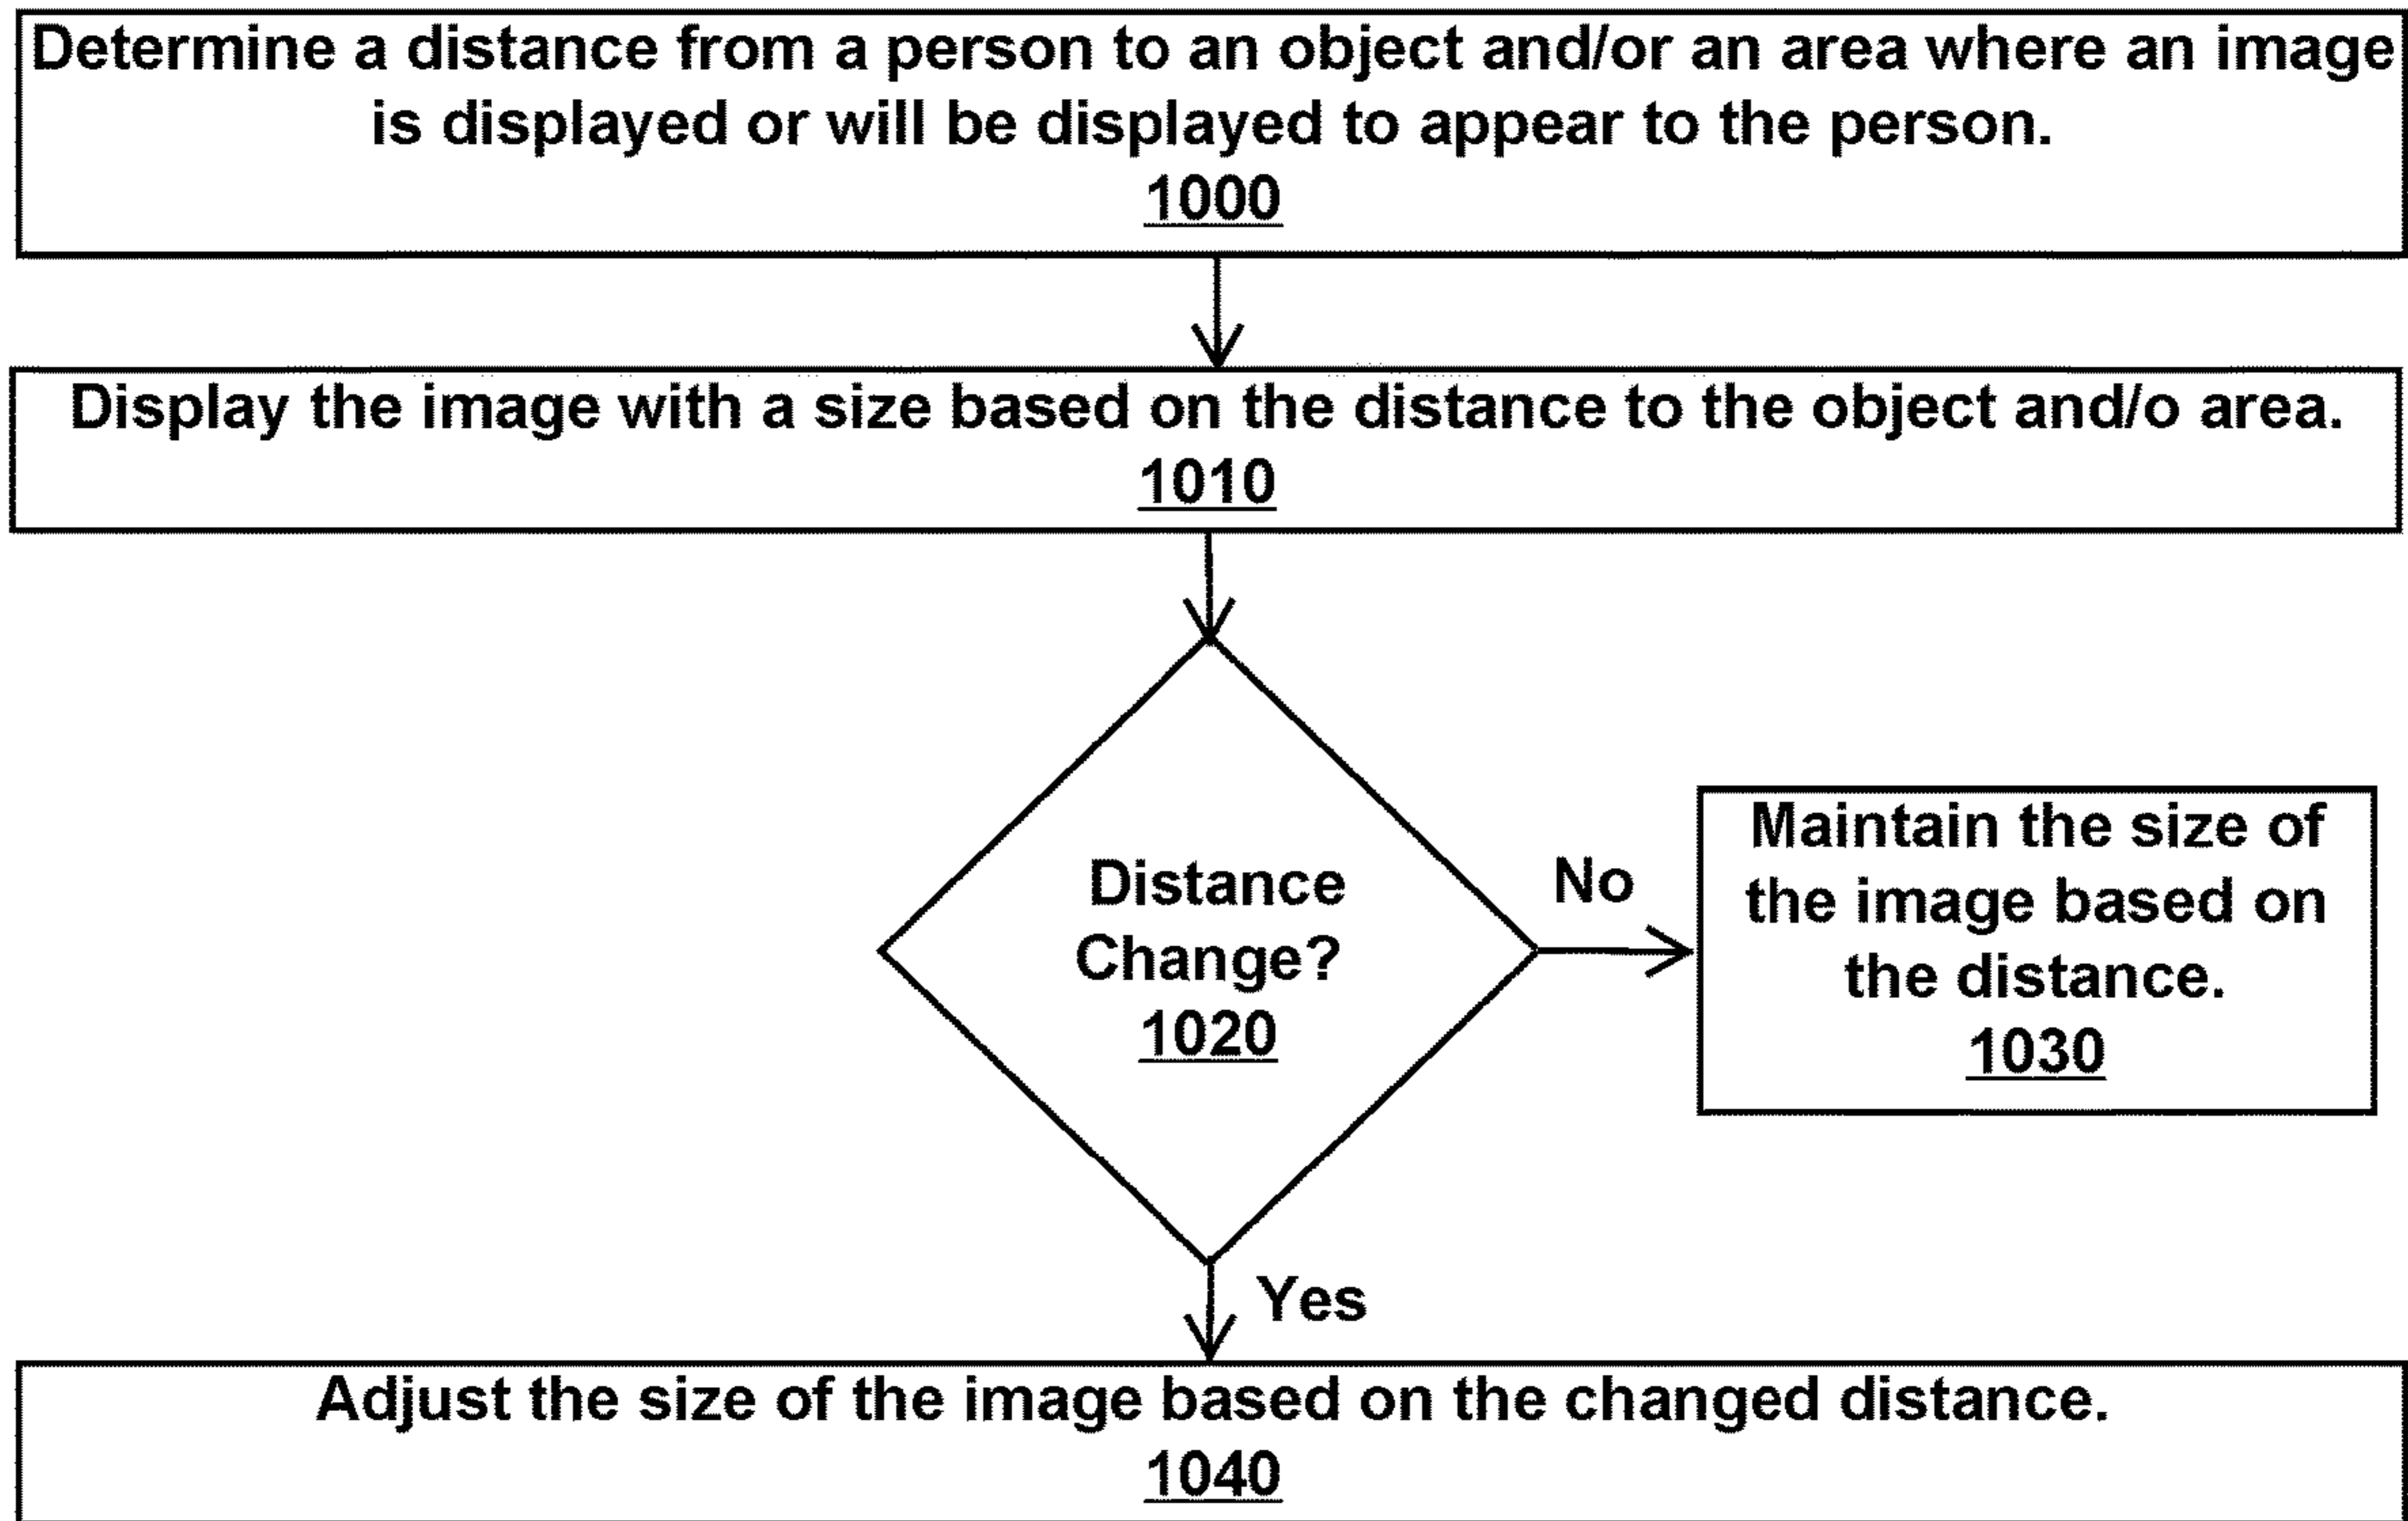 Determine a distance from a person to an object and/or an area where an image
is displayed or will be displayed to appear to the person.
1000
Display the image with a size based on the distance to the object and/o area.
1010
Distance
Change?
1020
No
Maintain the size of
the image based on
the distance.
1030
Yes
Adjust the size of the image based on the changed distance.
1040